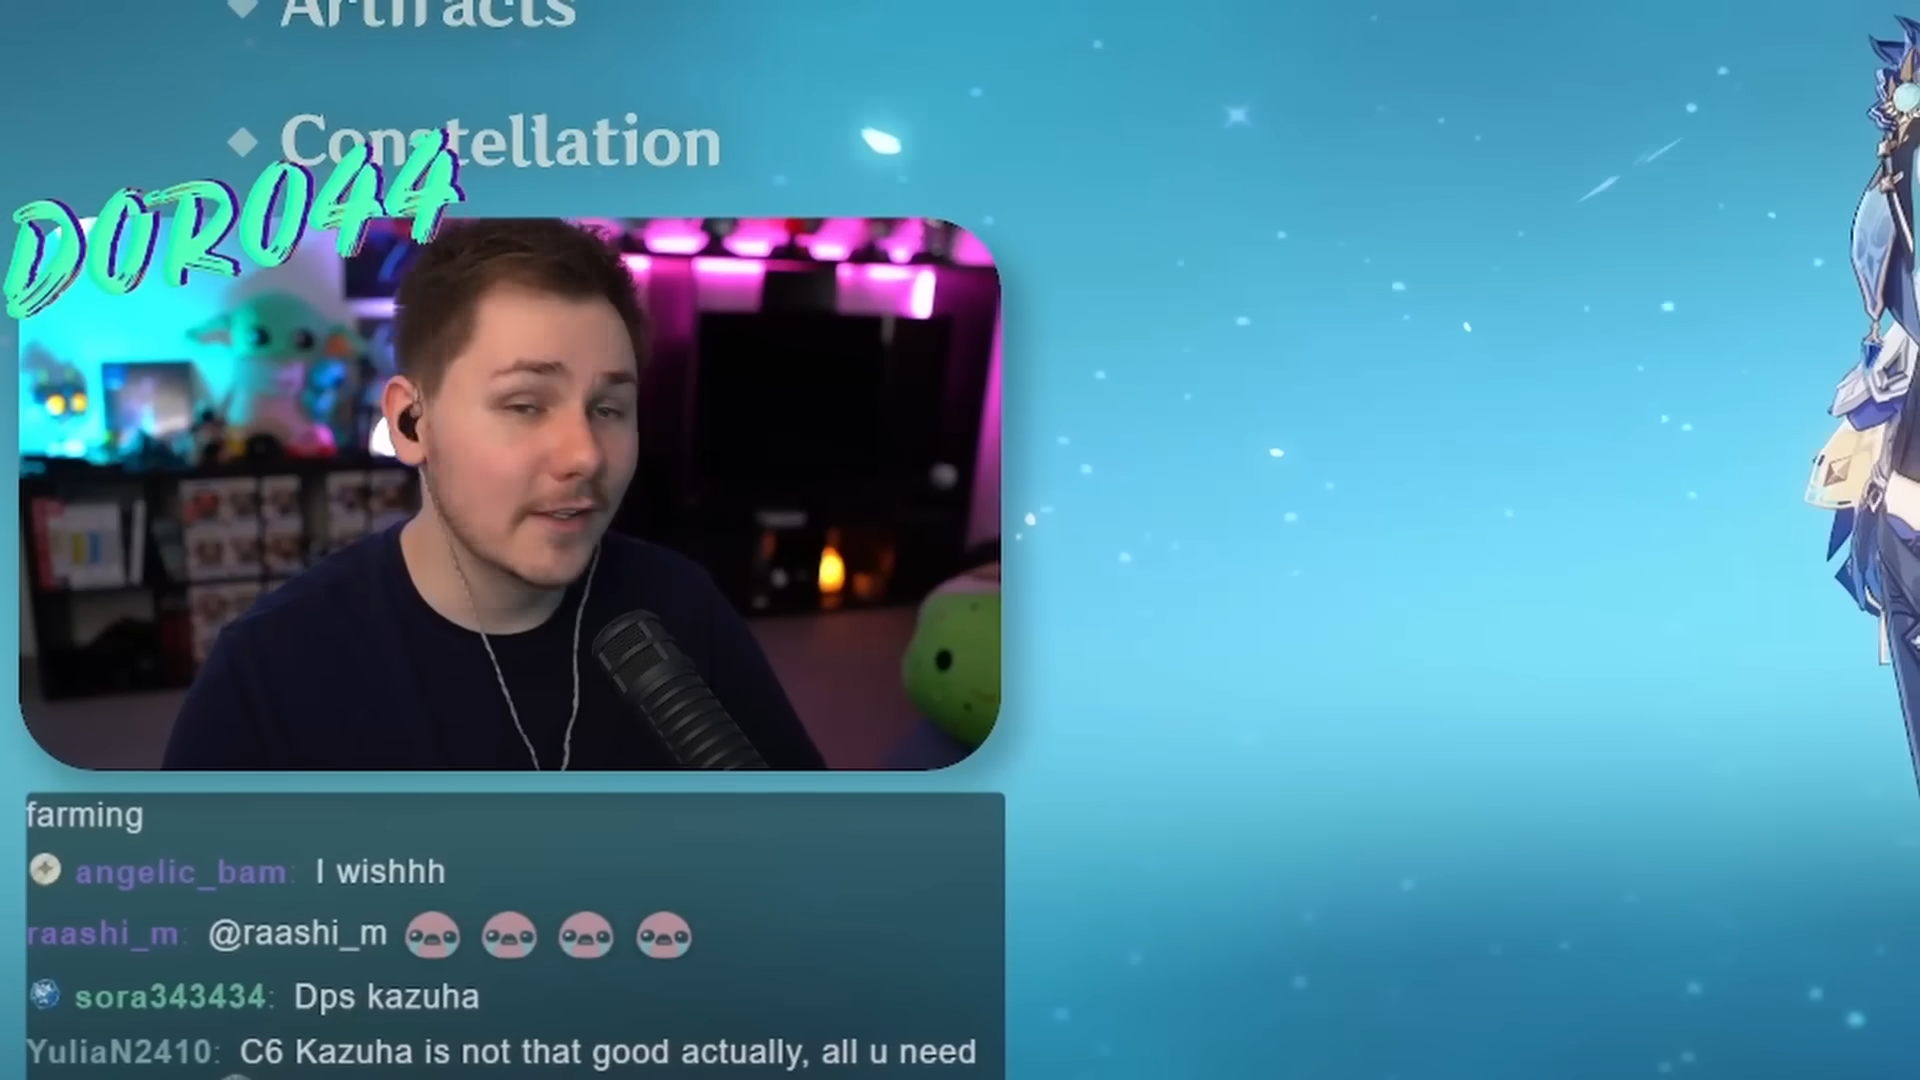 Artifacts
Constellation
DORO44
farming
angelic_bam: I wishhh
raashi_m: @raashi_m
sora343434: Dps kazuha
YuliaN2410: C6 Kazuha is not that good actually, all u need